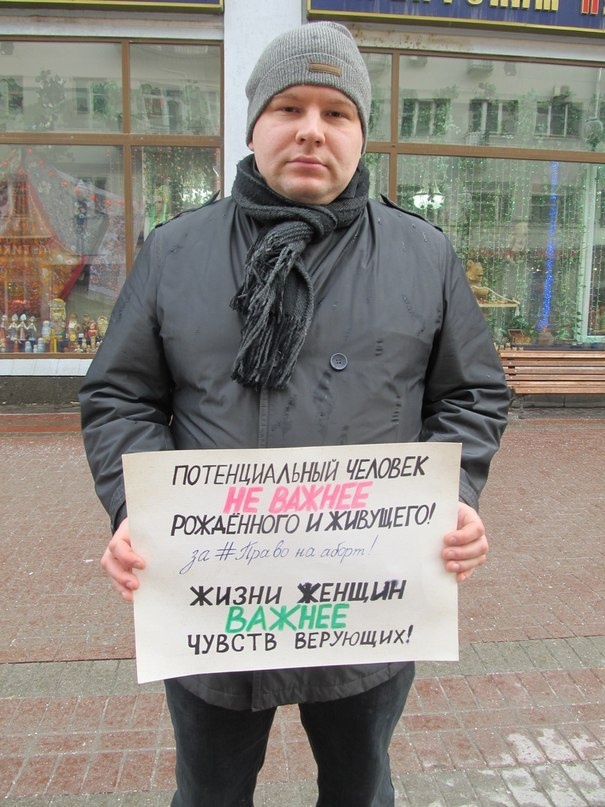 ПОТЕНЦИАЛЬНЫЙ ЧЕЛОВЕК
НЕ ВАЖНЕЕ
РОЖДЁННОГО И ЖИВУЩЕГО!
за #Право на аборт!
ЖИЗНИ ЖЕНЩИН
ВАЖНЕЕ
ЧУВСТВ ВЕРУЮЩИХ!